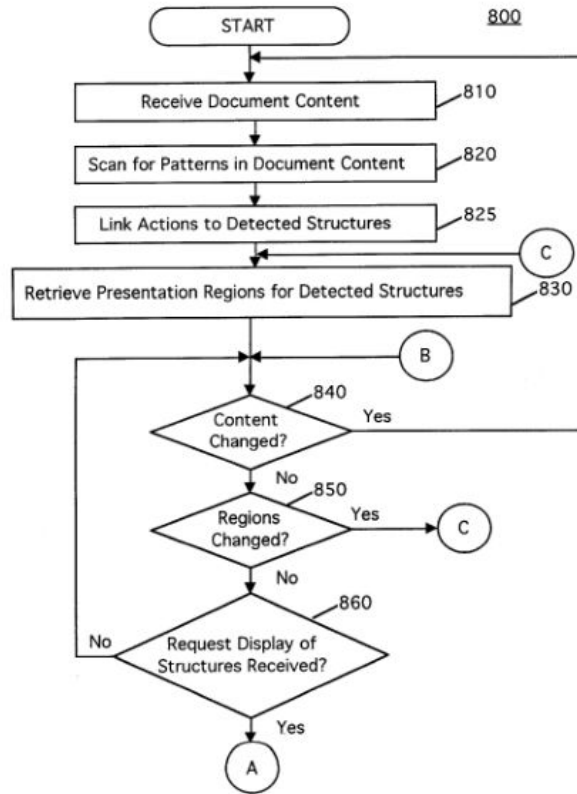 START
800
Receive Document Content
810
Scan for Patterns in Document Content
820
Link Actions to Detected Structures
825
C
Retrieve Presentation Regions for Detected Structures
830
B
840
Content
Changed?
Yes
No
850
Regions
Changed?
Yes
C
No
860
No
Request Display of
Structures Received?
Yes
A